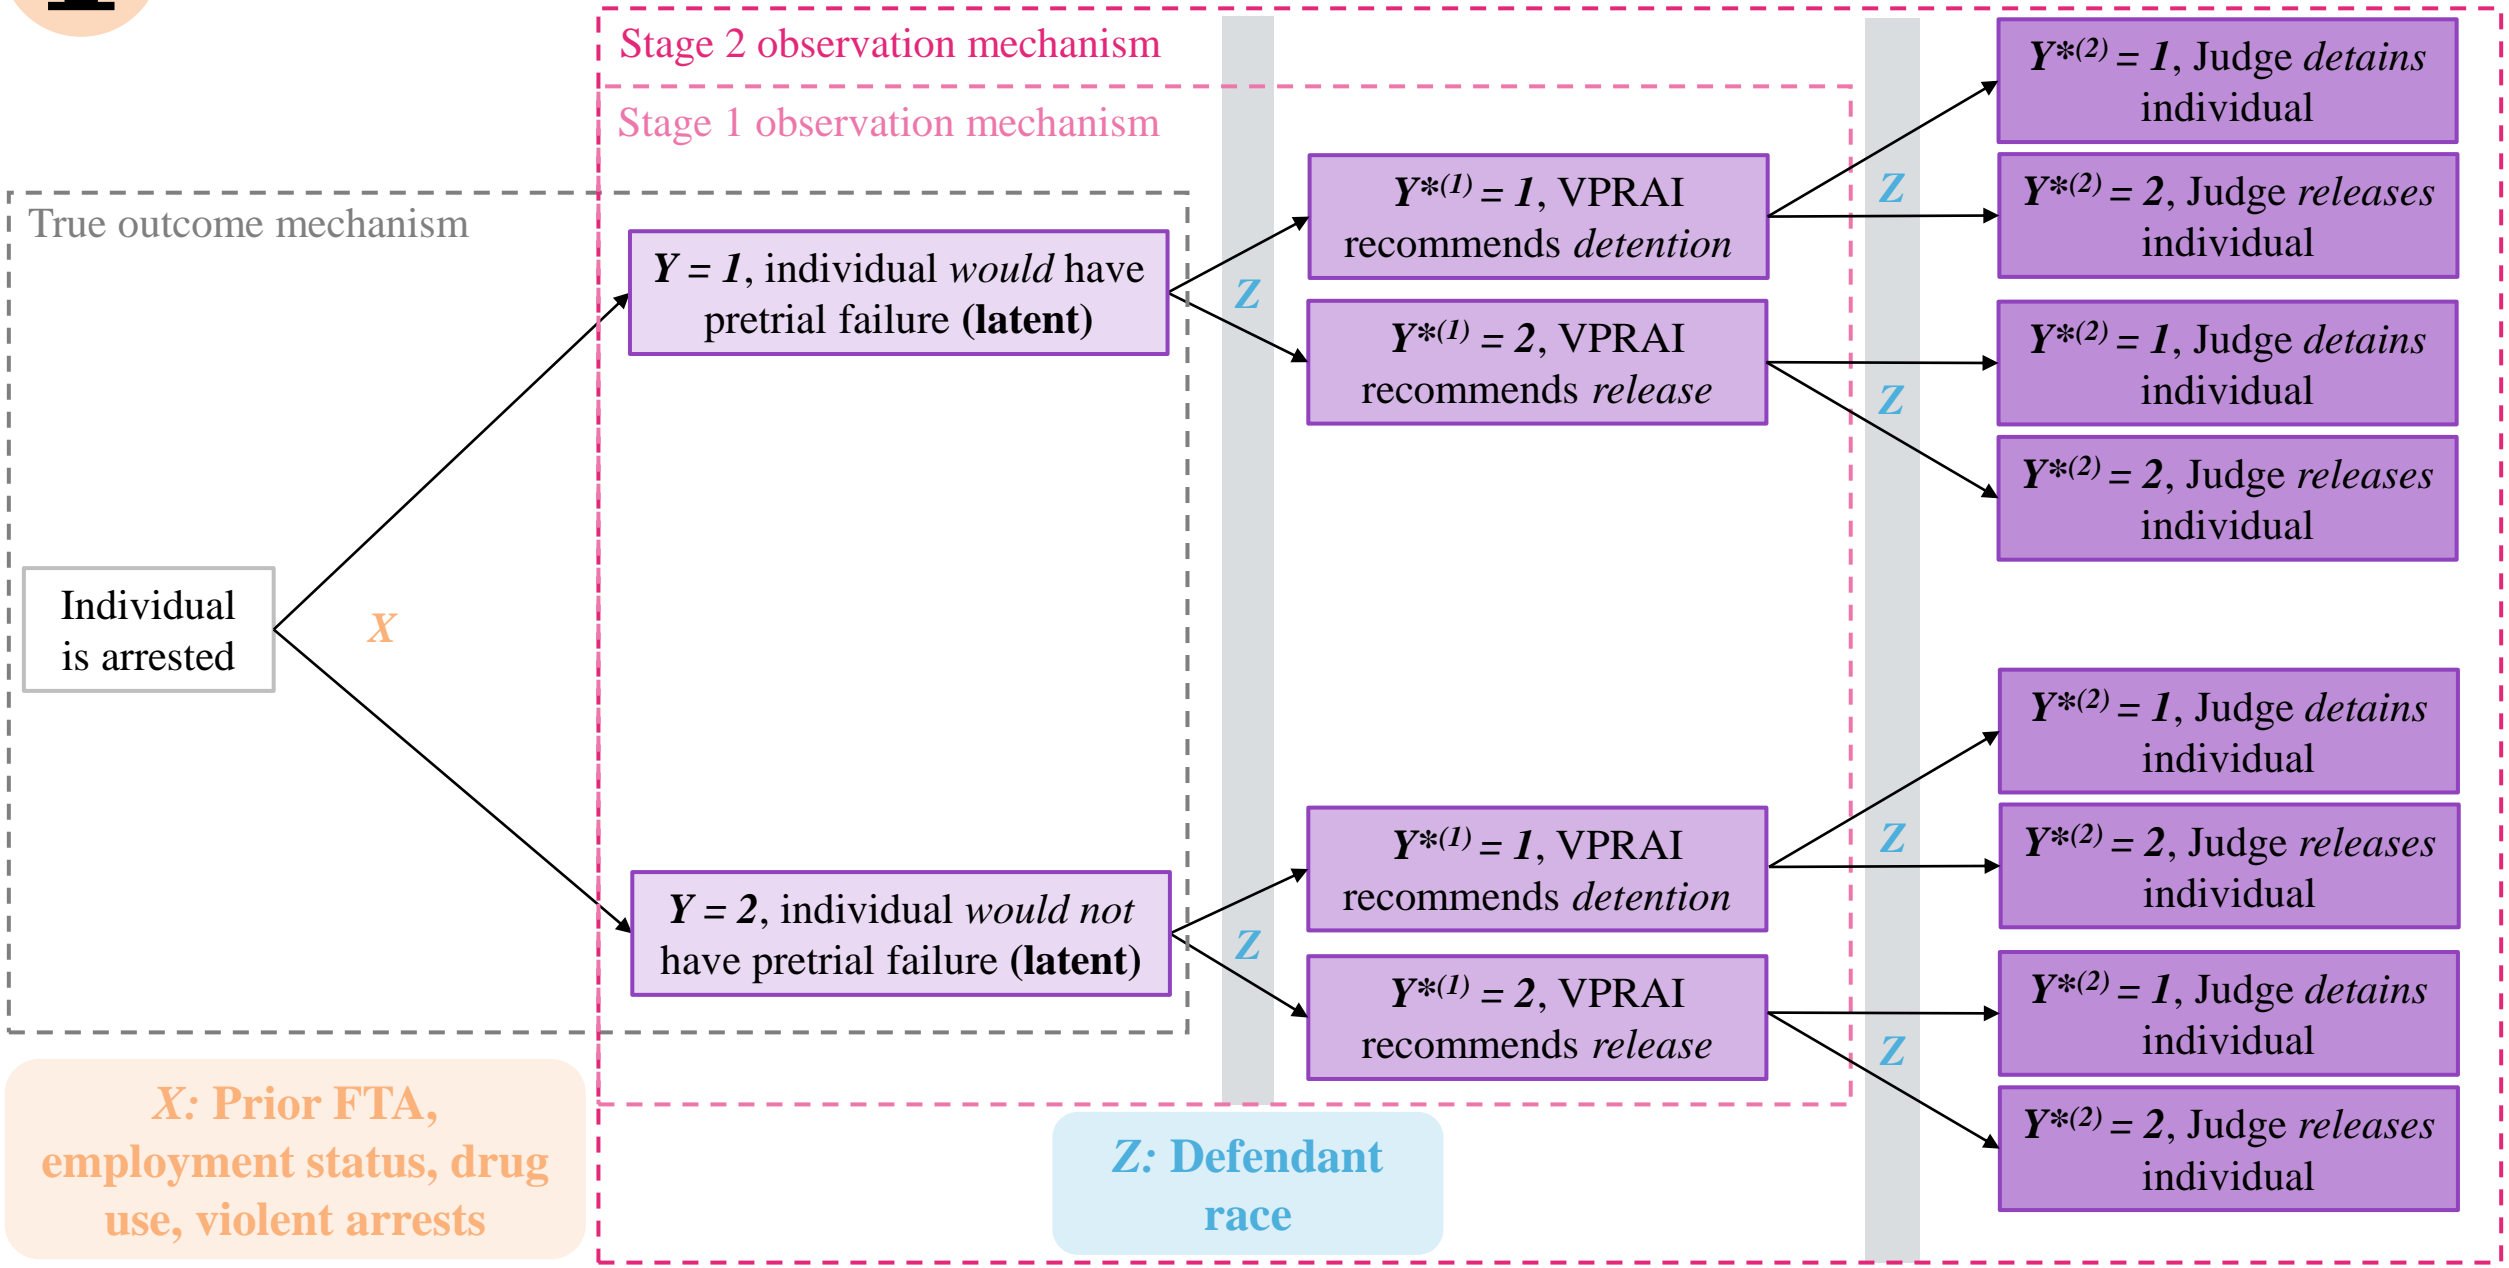 Stage 2 observation mechanism
Stage 1 observation mechanism
True outcome mechanism
Individual
is arrested
X
Y = 1, individual would have
pretrial failure (latent)
Y = 2, individual would not
have pretrial failure (latent)
Z
Z
Y*(1) = 1, VPRAI
recommends detention
Y*(1) = 2, VPRAI
recommends release
Y*(1) = 1, VPRAI
recommends detention
Y*(1) = 2, VPRAI
recommends release
Z
Z
Z
Z
Y*(2) = 1, Judge detains
individual
Y*(2) = 2, Judge releases
individual
Y*(2) = 1, Judge detains
individual
Y*(2) = 2, Judge releases
individual
Y*(2) = 1, Judge detains
individual
Y*(2) = 2, Judge releases
individual
Y*(2) = 1, Judge detains
individual
Y*(2) = 2, Judge releases
individual
X: Prior FTA,
employment status, drug
use, violent arrests
Z: Defendant
race